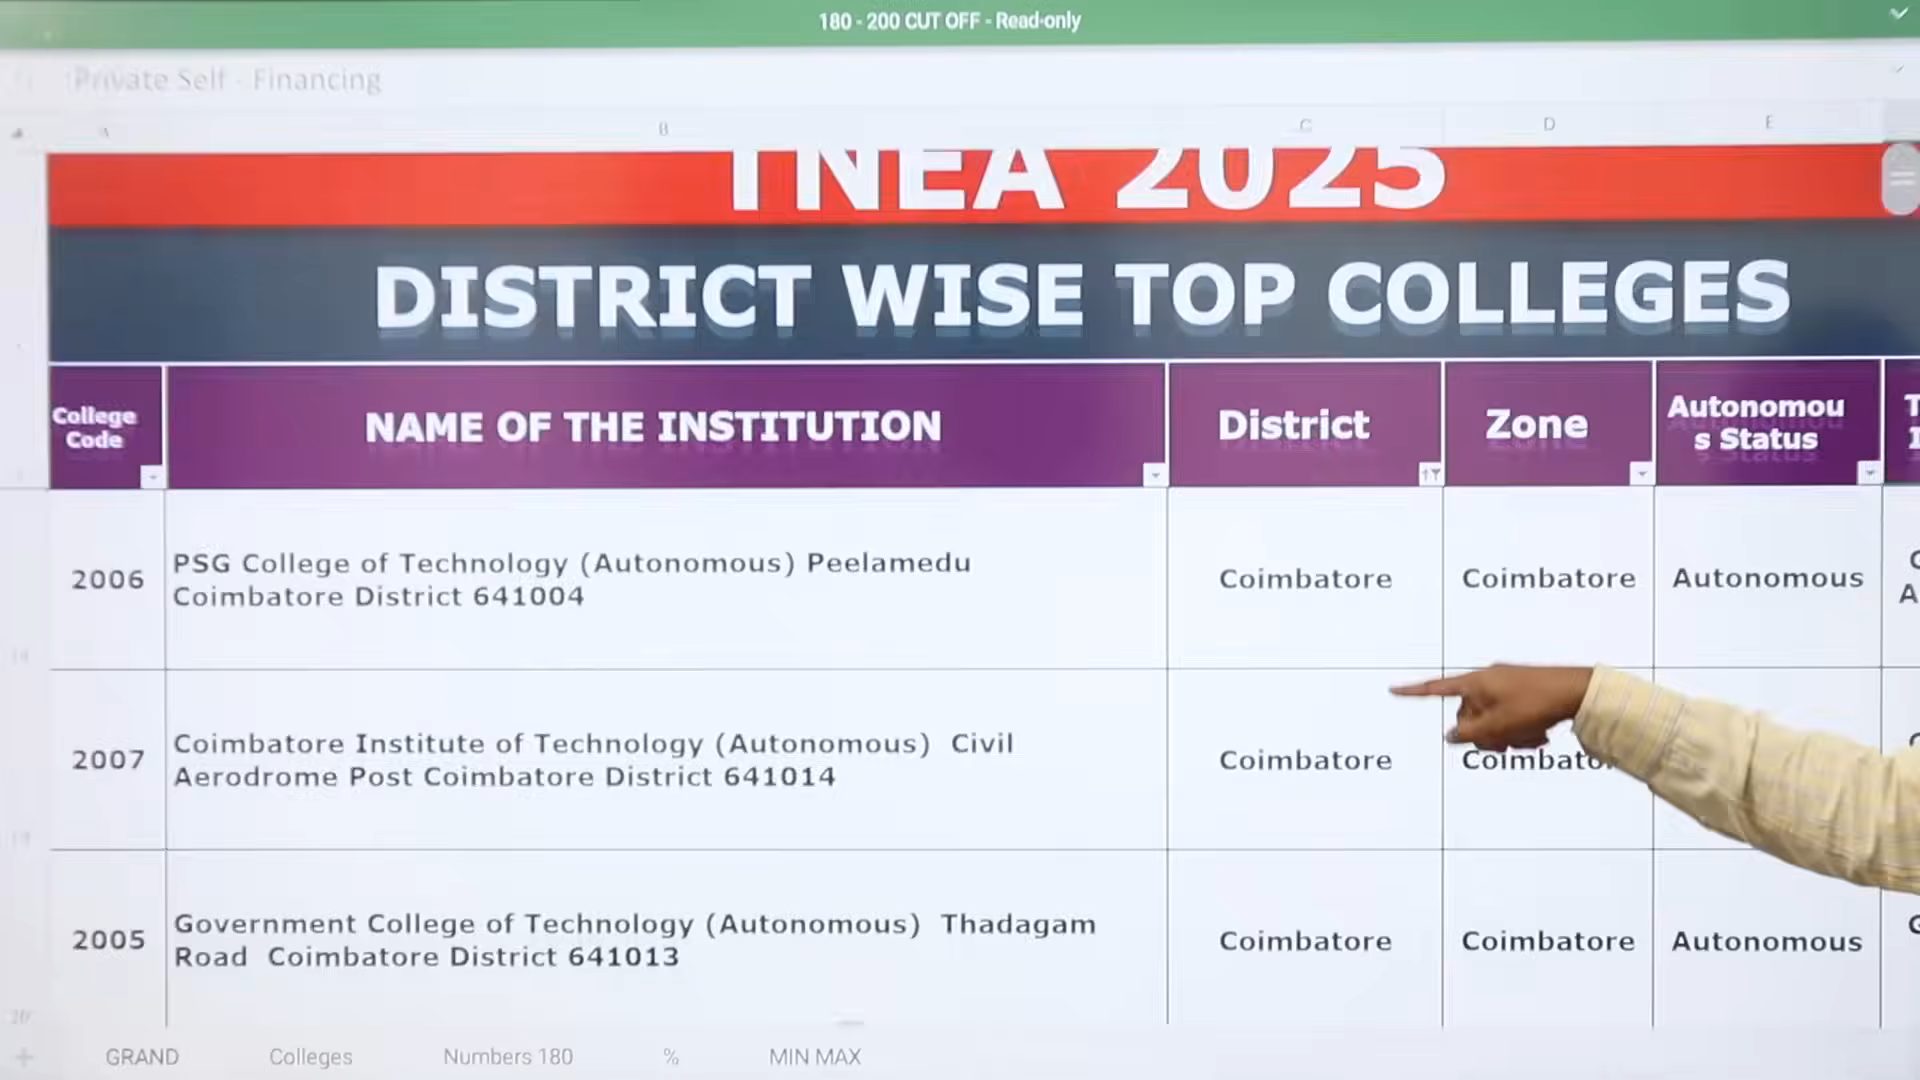 180 - 200 CUT OFF - Read-only
Private Self - Financing
A B C D E
TNEA 2025
DISTRICT WISE TOP COLLEGES
College
Code
NAME OF THE INSTITUTION
District
Zone
Autonomou
s Status
2006
PSG College of Technology (Autonomous) Peelamedu
Coimbatore District 641004
Coimbatore
Coimbatore
Autonomous
2007
Coimbatore Institute of Technology (Autonomous) Civil
Aerodrome Post Coimbatore District 641014
Coimbatore
2005
Government College of Technology (Autonomous) Thadagam
Road Coimbatore District 641013
Coimbatore
Coimbatore
Autonomous
GRAND
Colleges
Numbers 180
%
MIN MAX